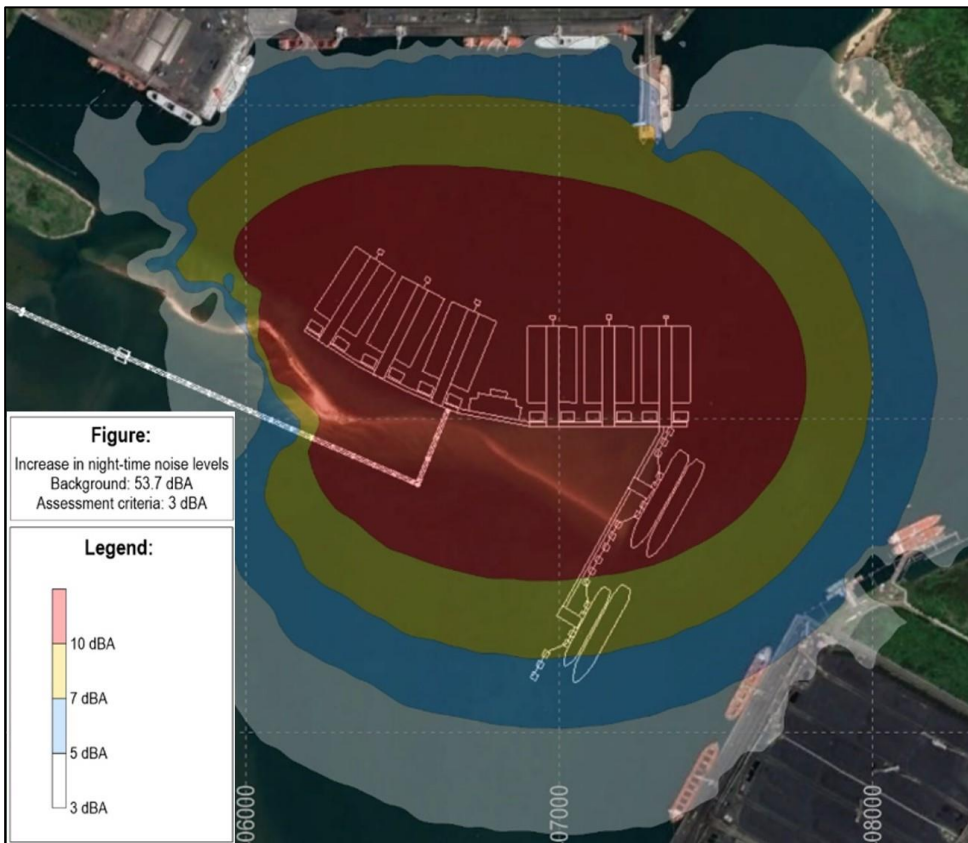 Figure:
Increase in night-time noise levels
Background: 53.7 dBA
Assessment criteria: 3 dBA
Legend:
10 dBA
7 dBA
5 dBA
3 dBA
06000
07000
08000